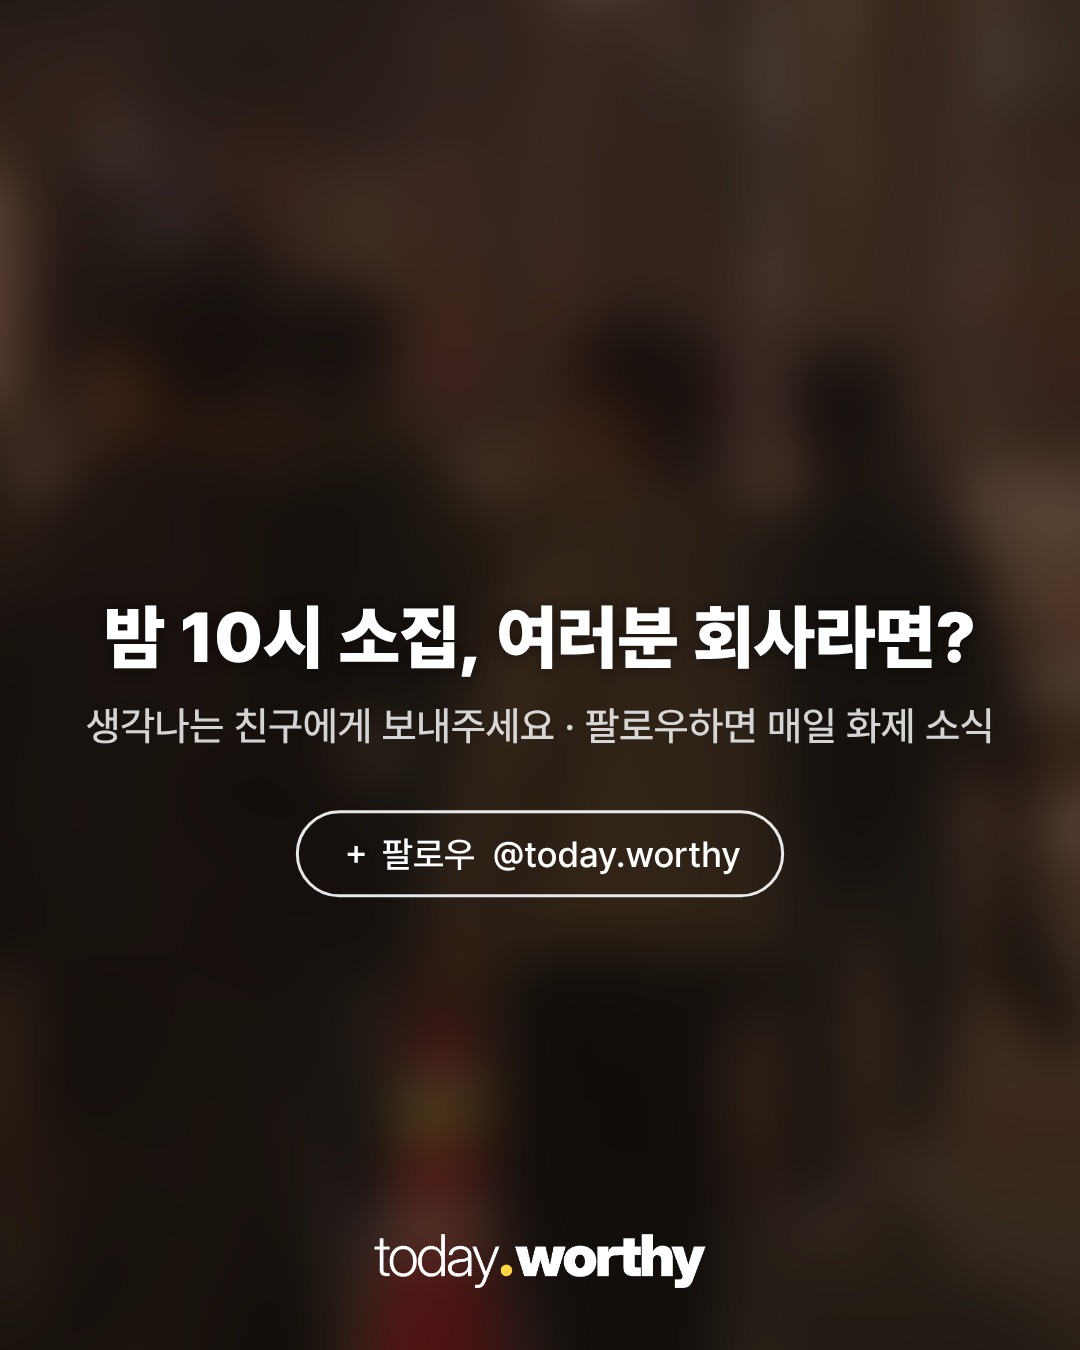 밤 10시 소집, 여러분 회사라면?
생각나는 친구에게 보내주세요 · 팔로우하면 매일 화제 소식
+ 팔로우 @today.worthy
today.worthy